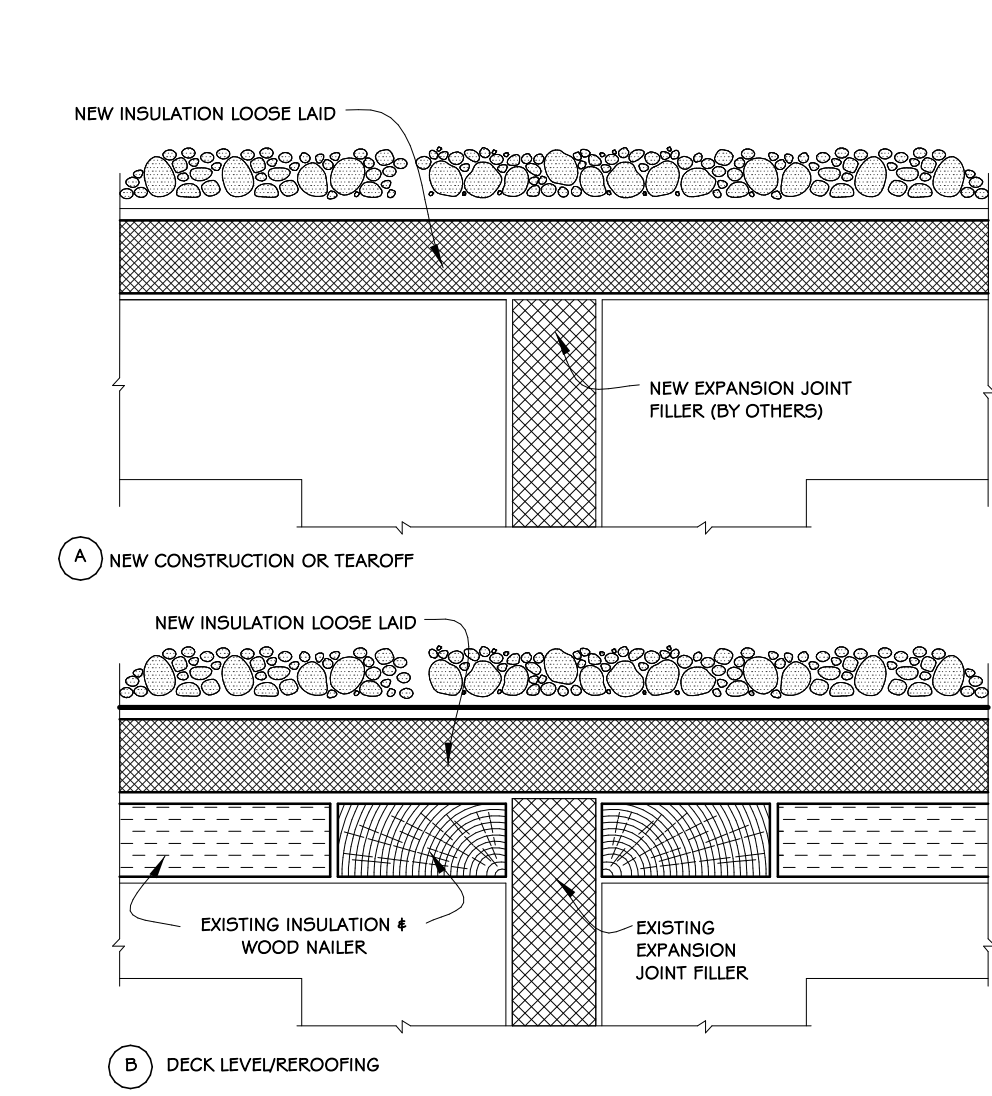 NEW INSULATION LOOSE LAID
NEW EXPANSION JOINT
FILLER (BY OTHERS)
A
NEW CONSTRUCTION OR TEAROFF
NEW INSULATION LOOSE LAID
EXISTING INSULATION &
WOOD NAILER
EXISTING
EXPANSION
JOINT FILLER
B
DECK LEVEL/REROOFING